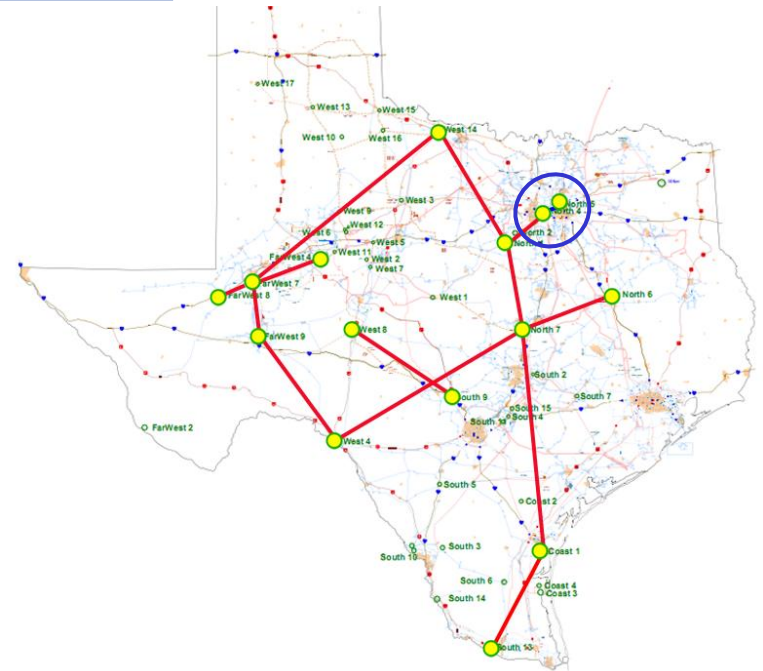 West 17
West 13
West 15
West 14
West 10
West 16
West 3
West 9
West 12
West 6
West 5
West 11
West 2
West 7
FarWest 4
FarWest 7
FarWest 8
FarWest 9
West 1
West 8
North 5
North 4
North 2
North 6
North 7
South 2
South 9
South 7
South 15
South 4
South 11
West 4
FarWest 2
South 5
Coast 2
South 3
South 10
Coast 1
South 6
Coast 4
Coast 3
South 14
South 13